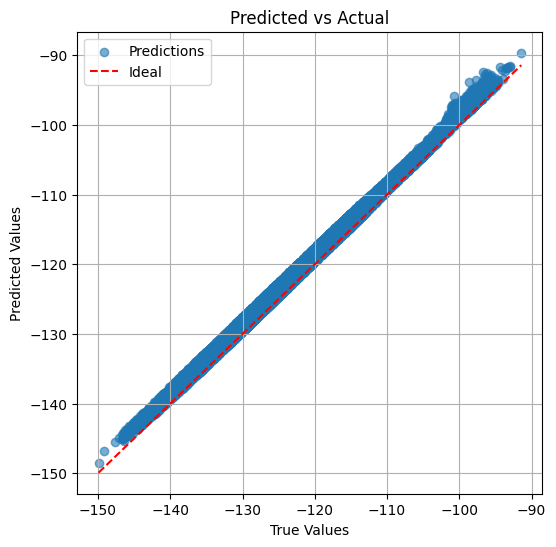 Predicted vs Actual
Predictions
Ideal
−90
−100
−110
−120
−130
−140
−150
Predicted Values
−150
−140
−130
−120
−110
−100
−90
True Values